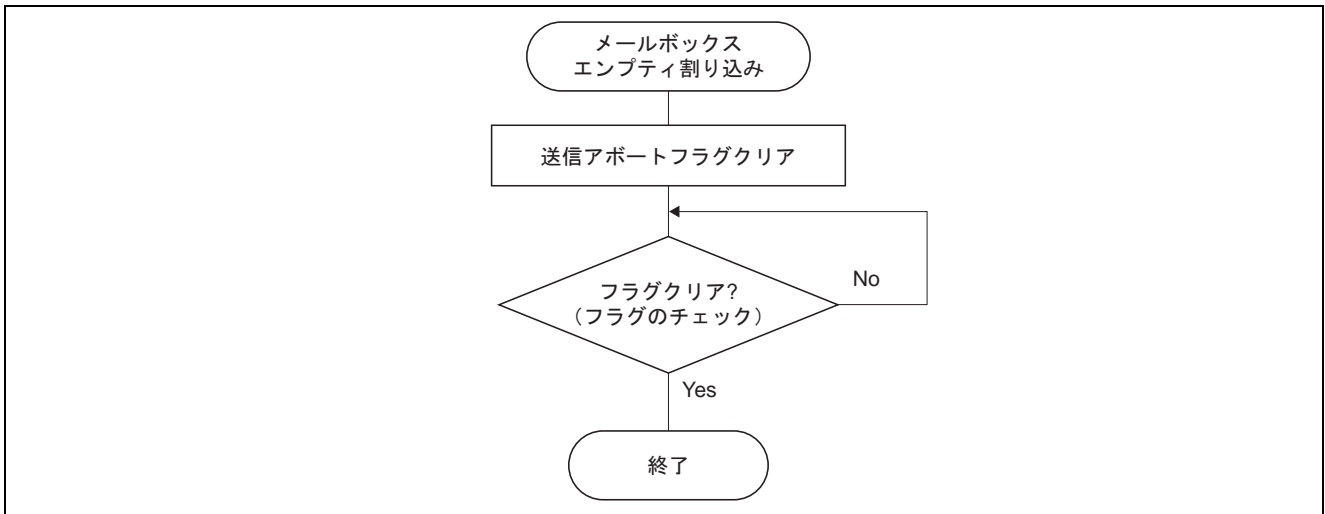 メールボックス
エンプティ割り込み
送信アボートフラグクリア
フラグクリア?
（フラグのチェック）
No
Yes
終了